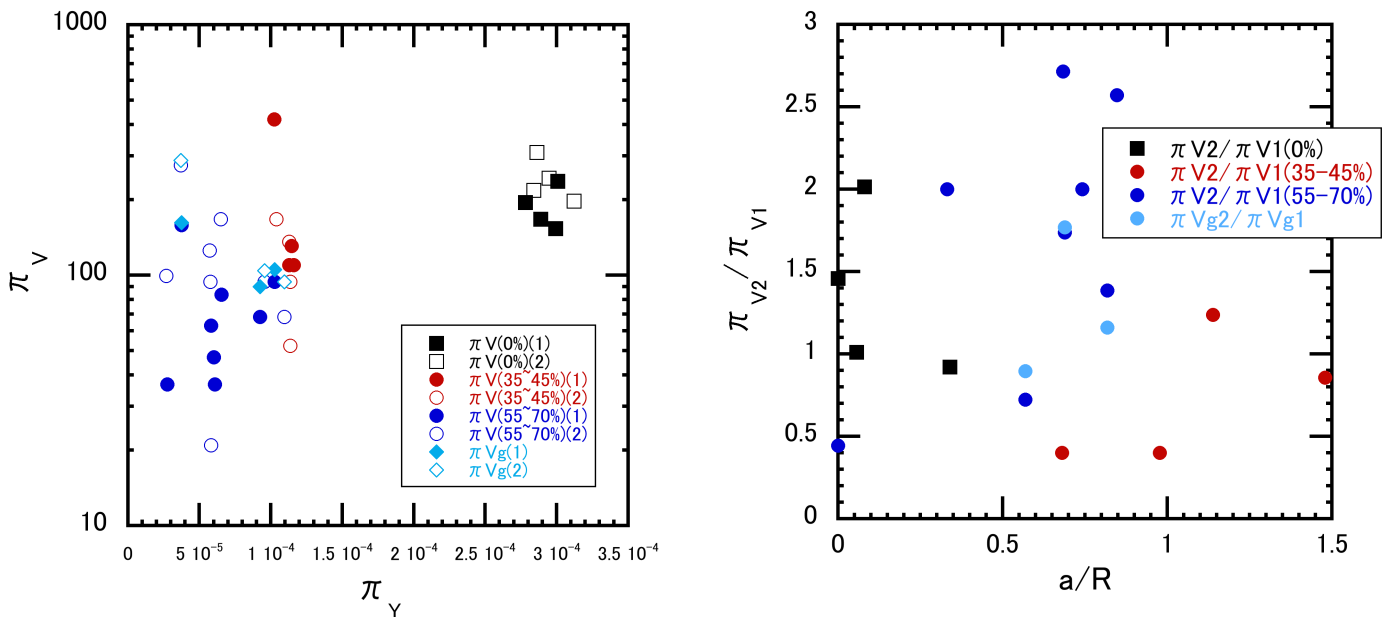 1000
100
10
π V
0
5 10-5
1 10-4
1.5 10-4
2 10-4
2.5 10-4
3 10-4
3.5 10-4
π Y
π V(0%)(1)
π V(0%)(2)
π V(35~45%)(1)
π V(35~45%)(2)
π V(55~70%)(1)
π V(55~70%)(2)
π Vg(1)
π Vg(2)
3
2.5
2
1.5
1
0.5
0
π V2/π V1
0
0.5
1
1.5
a/R
π V2/π V1(0%)
π V2/π V1(35-45%)
π V2/π V1(55-70%)
π Vg2/π Vg1